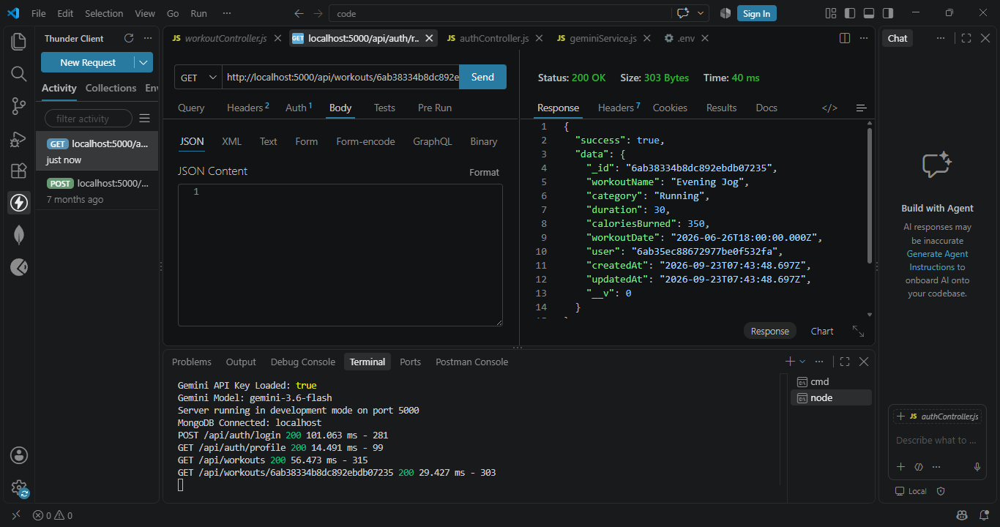 File Edit Selection View Go Run ··· code Sign In
Thunder Client ···
New Request
Activity Collections En
filter activity
GET localhost:5000/a...
just now
POST localhost:5000/...
7 months ago
JS workoutController.js GET localhost:5000/api/auth/r... JS authController.js JS geminiService.js .env ···
GET http://localhost:5000/api/workouts/6ab38334b8dc892e Send
Query Headers 2 Auth 1 Body Tests Pre Run
JSON XML Text Form Form-encode GraphQL Binary
JSON Content Format
1
Status: 200 OK Size: 303 Bytes Time: 40 ms
Response Headers 7 Cookies Results Docs </>
1 {
2 "success": true,
3 "data": {
4 "_id": "6ab38334b8dc892ebdb07235",
5 "workoutName": "Evening Jog",
6 "category": "Running",
7 "duration": 30,
8 "caloriesBurned": 350,
9 "workoutDate": "2026-06-26T18:00:00.000Z",
10 "user": "6ab35ec88672977be0f532fa",
11 "createdAt": "2026-09-23T07:43:48.697Z",
12 "updatedAt": "2026-09-23T07:43:48.697Z",
13 "__v": 0
14 }
Response Chart
Problems Output Debug Console Terminal Ports Postman Console
Gemini API Key Loaded: true
Gemini Model: gemini-3.6-flash
Server running in development mode on port 5000
MongoDB Connected: localhost
POST /api/auth/login 200 101.063 ms - 281
GET /api/auth/profile 200 14.491 ms - 99
GET /api/workouts 200 56.473 ms - 315
GET /api/workouts/6ab38334b8dc892ebdb07235 200 29.427 ms - 303
cmd
node
Chat ···
Build with Agent
AI responses may
be inaccurate
Generate Agent
Instructions to
onboard AI onto
your codebase.
JS authController.js
Describe what to ...
Local
0 0